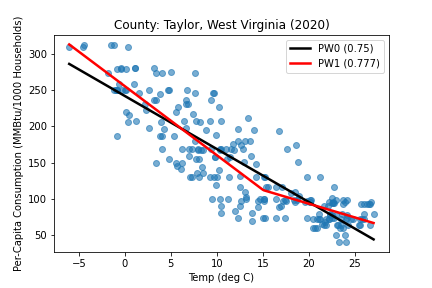 County: Taylor, West Virginia (2020)
PW0 (0.75)
PW1 (0.777)
Per-Capita Consumption (MMBtu/1000 Households)
300
250
200
150
100
50
−5 0 5 10 15 20 25
Temp (deg C)